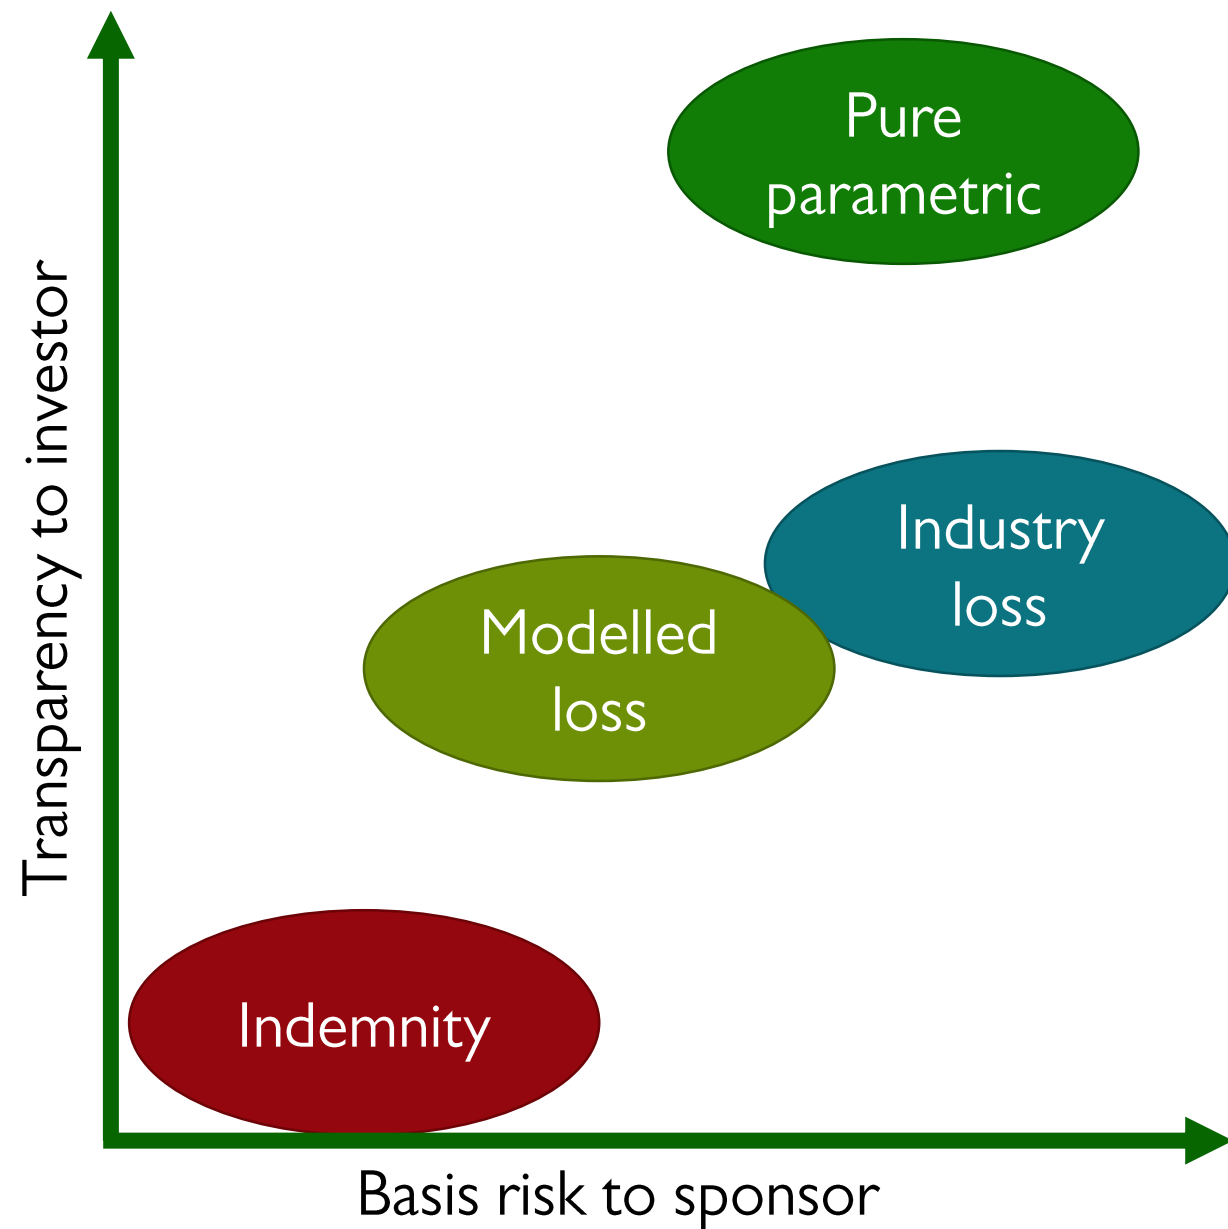 Pure
parametric
Transparency to investor
Industry
loss
Modelled
loss
Indemnity
Basis risk to sponsor